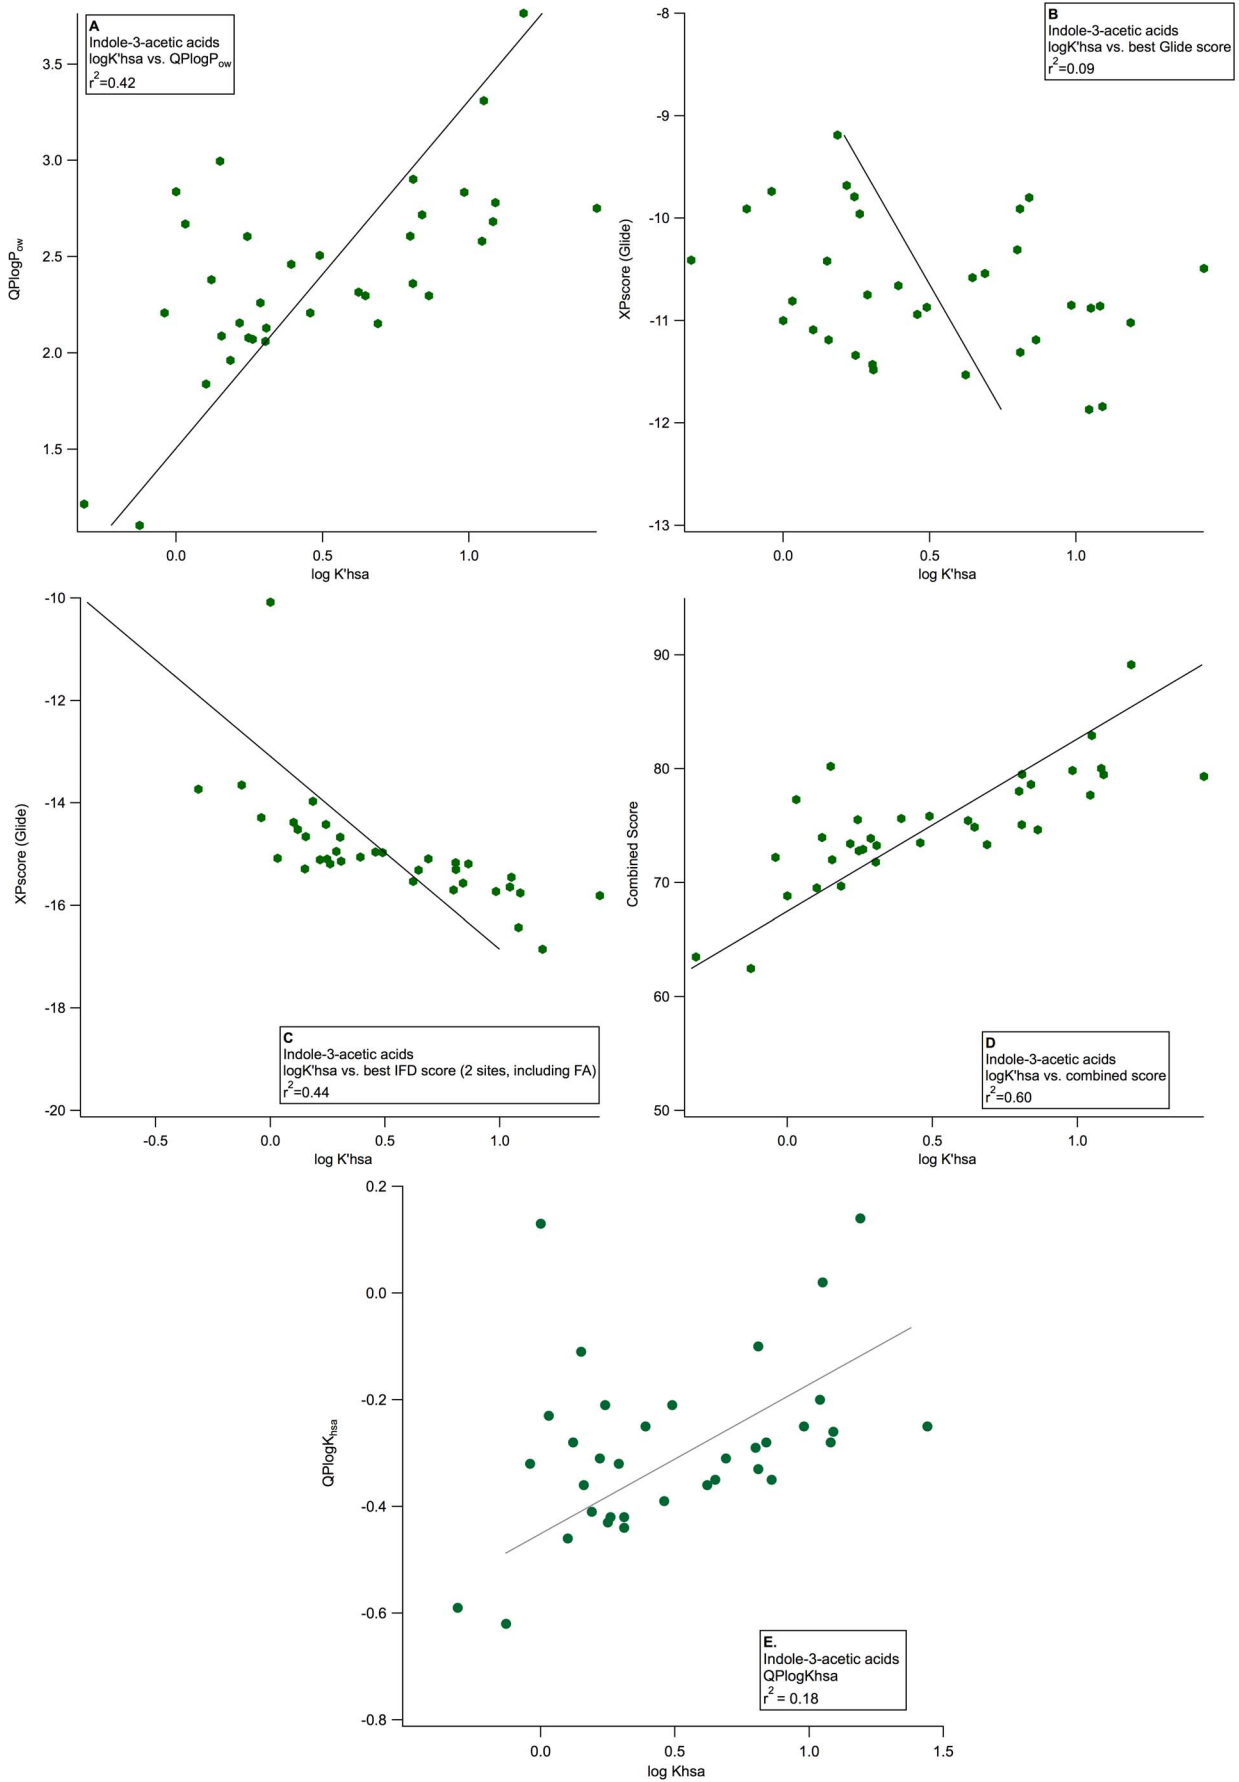 A
Indole-3-acetic acids
logK'hsa vs. QPlogPow
r2=0.42
3.5
3.0
2.5
2.0
1.5
QPlogPow
0.0 0.5 1.0
log K'hsa
B
Indole-3-acetic acids
logK'hsa vs. best Glide score
r2=0.09
-8
-9
-10
-11
-12
-13
XPscore (Glide)
0.0 0.5 1.0
log K'hsa
-10
-12
-14
-16
-18
-20
XPscore (Glide)
C
Indole-3-acetic acids
logK'hsa vs. best IFD score (2 sites, including FA)
r2=0.44
-0.5 0.0 0.5 1.0
log K'hsa
90
80
70
60
50
Combined Score
D
Indole-3-acetic acids
logK'hsa vs. combined score
r2=0.60
0.0 0.5 1.0
log K'hsa
0.2
0.0
-0.2
-0.4
-0.6
-0.8
QPlogKhsa
E.
Indole-3-acetic acids
QPlogKhsa
r2 = 0.18
0.0 0.5 1.0 1.5
log Khsa